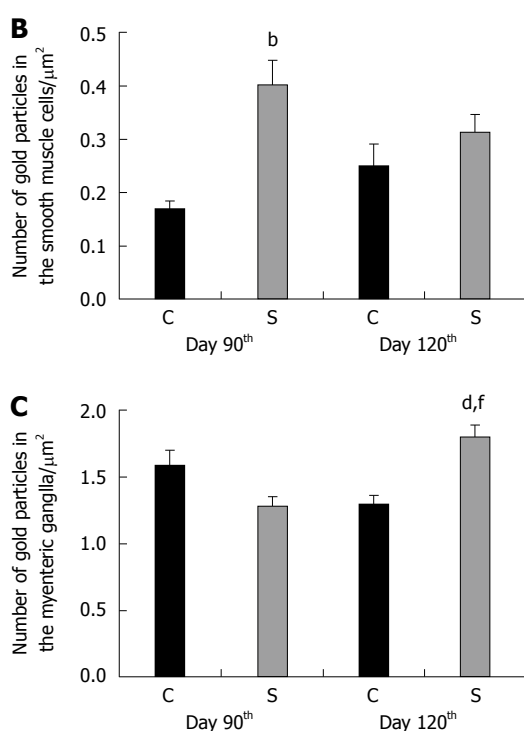 B
0.5
0.4
0.3
0.2
0.1
0.0
Number of gold particles in
the smooth muscle cells/μm²
b
C S C S
Day 90th Day 120th
C
2.0
1.5
1.0
0.5
0.0
Number of gold particles in
the myenteric ganglia/μm²
d,f
C S C S
Day 90th Day 120th